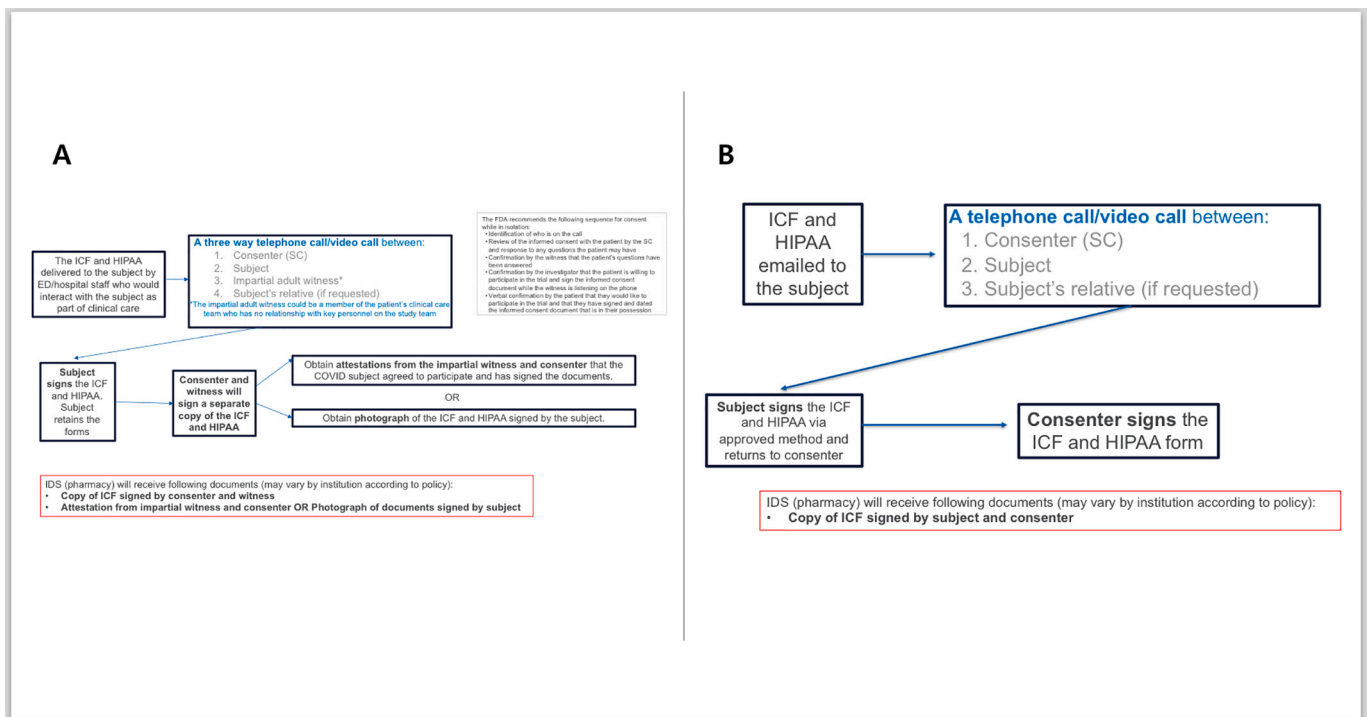 A
The ICF and HIPAA
delivered to the subject by
ED/hospital staff who would
interact with the subject as
part of clinical care
A three way telephone call/video call between:
1. Consenter (SC)
2. Subject
3. Impartial adult witness*
4. Subject's relative (if requested)
*The impartial adult witness could be a member of the patient's clinical care
team who has no relationship with key personnel on the study team
The FDA recommends the following sequence for consent
while in isolation:
•Identification of who is on the call
•Review of the informed consent with the patient by the SC
and response to any questions the patient may have
•Confirmation by the witness that the patient's questions have
been answered
•Confirmation by the investigator that the patient is willing to
participate in the trial and sign the informed consent
document while the witness is listening on the phone
•Verbal confirmation by the patient that they would like to
participate in the trial and that they have signed and dated
the informed consent document that is in their possession
Subject
signs the ICF
and HIPAA.
Subject
retains the
forms
Consenter and
witness will
sign a separate
copy of the ICF
and HIPAA
Obtain attestations from the impartial witness and consenter that the
COVID subject agreed to participate and has signed the documents.
OR
Obtain photograph of the ICF and HIPAA signed by the subject.
IDS (pharmacy) will receive following documents (may vary by institution according to policy):
• Copy of ICF signed by consenter and witness
• Attestation from impartial witness and consenter OR Photograph of documents signed by subject
B
ICF and
HIPAA
emailed to
the subject
A telephone call/video call between:
1. Consenter (SC)
2. Subject
3. Subject's relative (if requested)
Subject signs the ICF
and HIPAA via
approved method and
returns to consenter
Consenter signs the
ICF and HIPAA form
IDS (pharmacy) will receive following documents (may vary by institution according to policy):
• Copy of ICF signed by subject and consenter